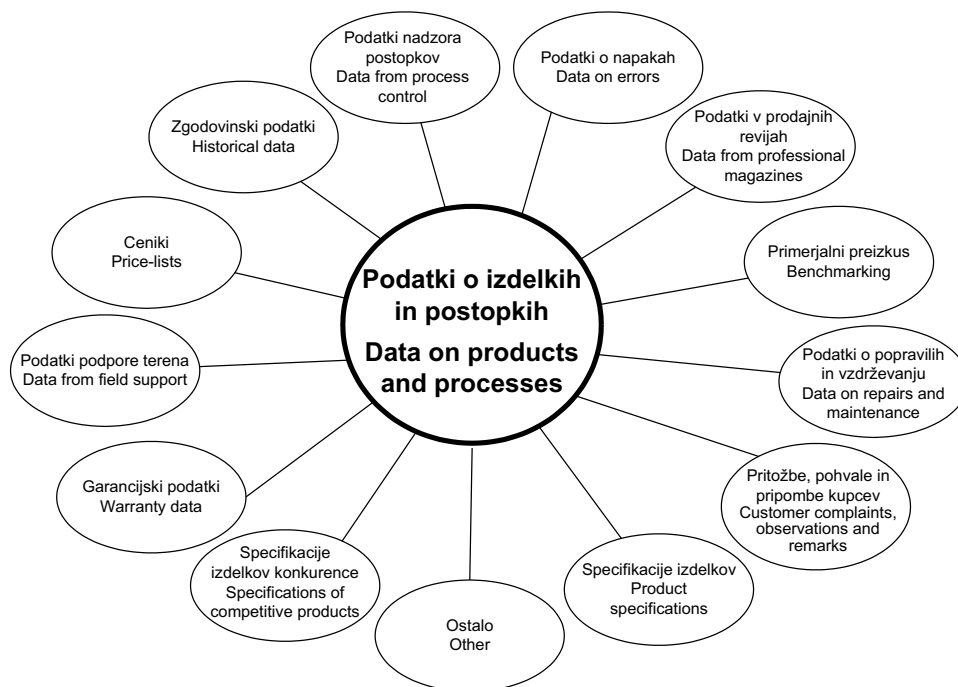 Podatki nadzora
postopkov
Data from process
control
Podatki o napakah
Data on errors
Podatki v prodajnih
revijah
Data from professional
magazines
Zgodovinski podatki
Historical data
Ceniki
Price-lists
Primerjalni preizkus
Benchmarking
Podatki o izdelkih
in postopkih
Data on products
and processes
Podatki podpore terena
Data from field support
Podatki o popravilih
in vzdrževanju
Data on repairs and
maintenance
Garancijski podatki
Warranty data
Pritožbe, pohvale in
pripombe kupcev
Customer complaints,
observations and
remarks
Specifikacije
izdelkov konkurence
Specifications of
competitive products
Specifikacije izdelkov
Product
specifications
Ostalo
Other